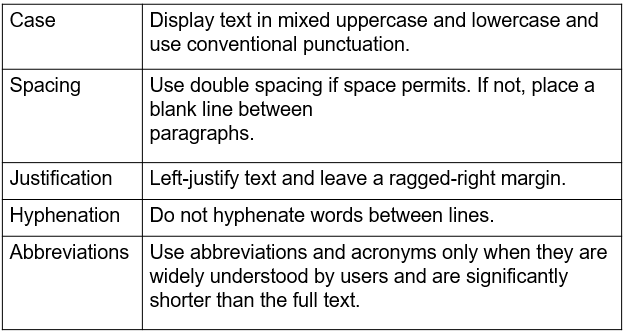 Case
Display text in mixed uppercase and lowercase and
use conventional punctuation.
Spacing
Use double spacing if space permits. If not, place a
blank line between
paragraphs.
Justification
Left-justify text and leave a ragged-right margin.
Hyphenation
Do not hyphenate words between lines.
Abbreviations
Use abbreviations and acronyms only when they are
widely understood by users and are significantly
shorter than the full text.